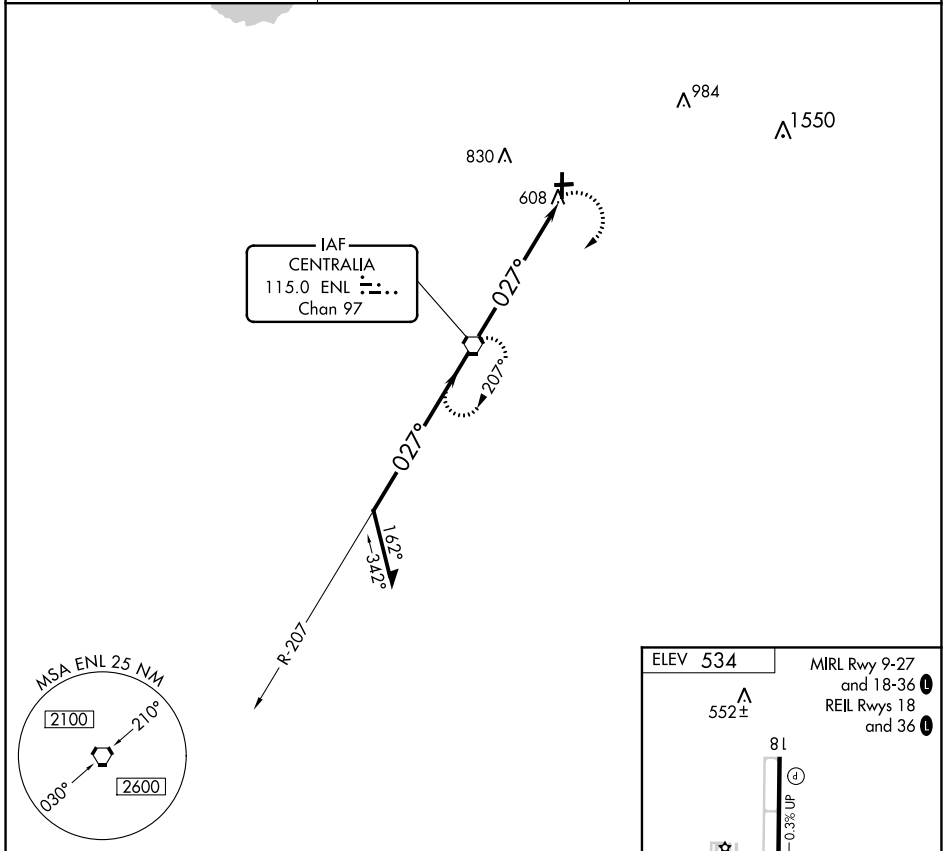 984
1550
830
608
IAF
CENTRALIA
115.0 ENL
Chan 97
027°
207°
027°
162°
342°
R-207
MSA ENL 25 NM
2100
210°
030°
2600
ELEV 534
MIRL Rwy 9-27
and 18-36 L
REIL Rwys 18
and 36 L
552±
18
P
0.3% UP